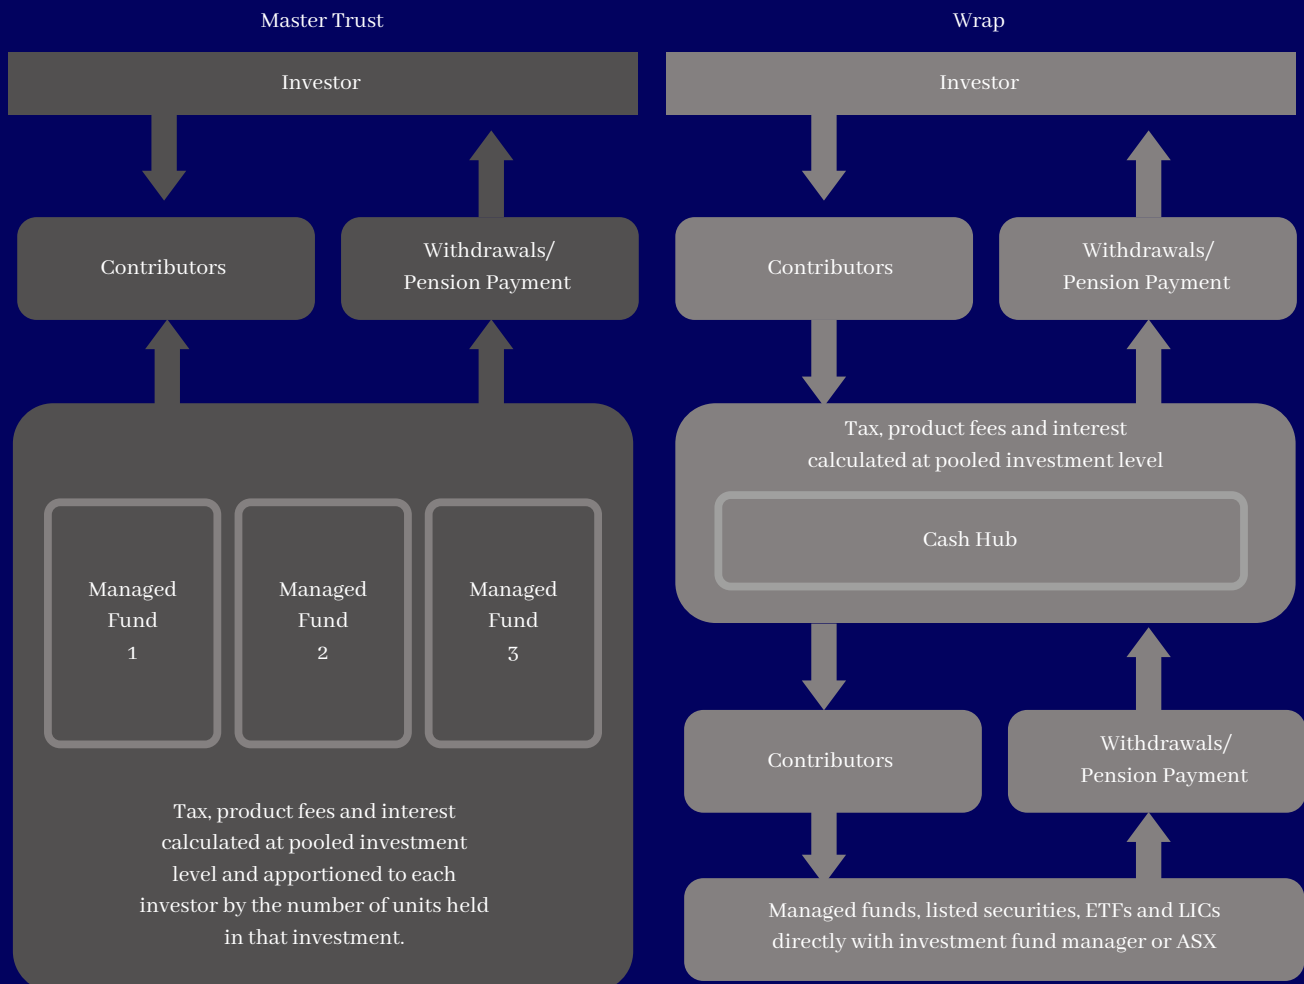 Master Trust
Investor
Contributors
Withdrawals/
Pension Payment
Managed
Fund
1
Managed
Fund
2
Managed
Fund
3
Tax, product fees and interest
calculated at pooled investment
level and apportioned to each
investor by the number of units held
in that investment.
Wrap
Investor
Contributors
Withdrawals/
Pension Payment
Tax, product fees and interest
calculated at pooled investment level
Cash Hub
Contributors
Withdrawals/
Pension Payment
Managed funds, listed securities, ETFs and LICs
directly with investment fund manager or ASX